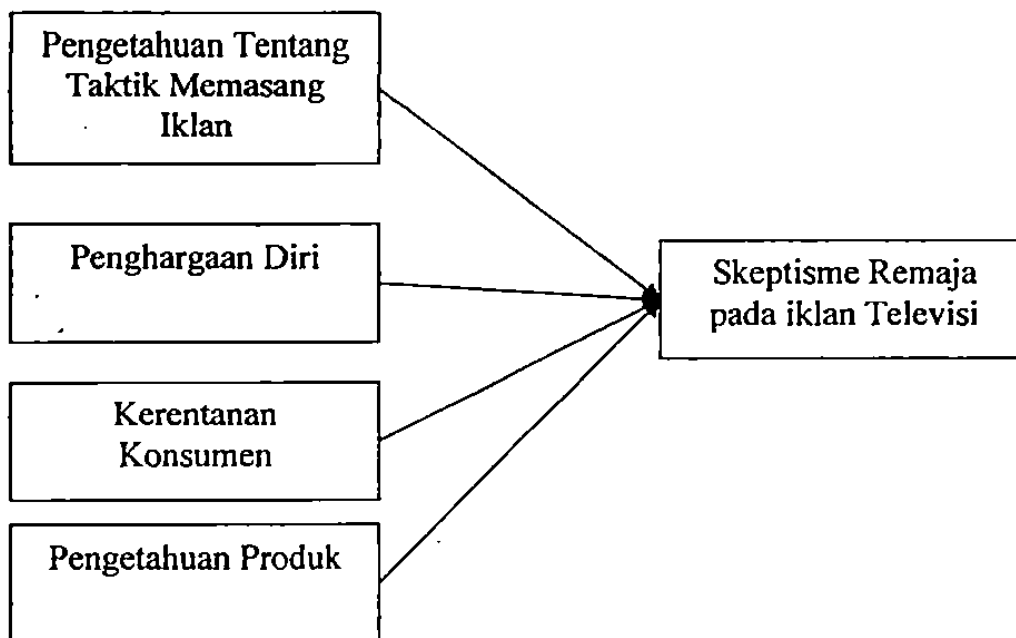 Pengetahuan Tentang
Taktik Memasang
Iklan
Penghargaan Diri
Kerentanan
Konsumen
Pengetahuan Produk
Skeptisme Remaja
pada iklan Televisi